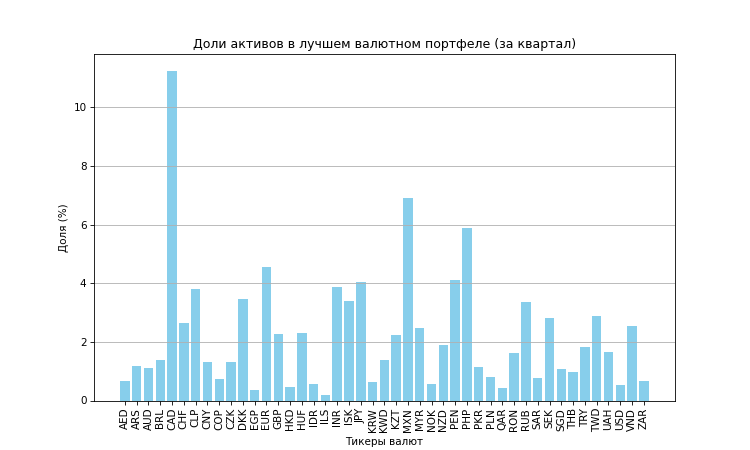 Доли активов в лучшем валютном портфеле (за квартал)
Доля (%)
10
8
6
4
2
0
AED ARS AUD BRL CAD CHF CLP CNY COP CZK DKK EGP EUR GBP HKD HUF IDR ILS INR ISK JPY KRW KWD KZT MXN MYR NOK NZD PEN PHP PKR PLN QAR RON RUB SAR SEK SGD THB TRY TWD UAH USD VND ZAR
Тикеры валют